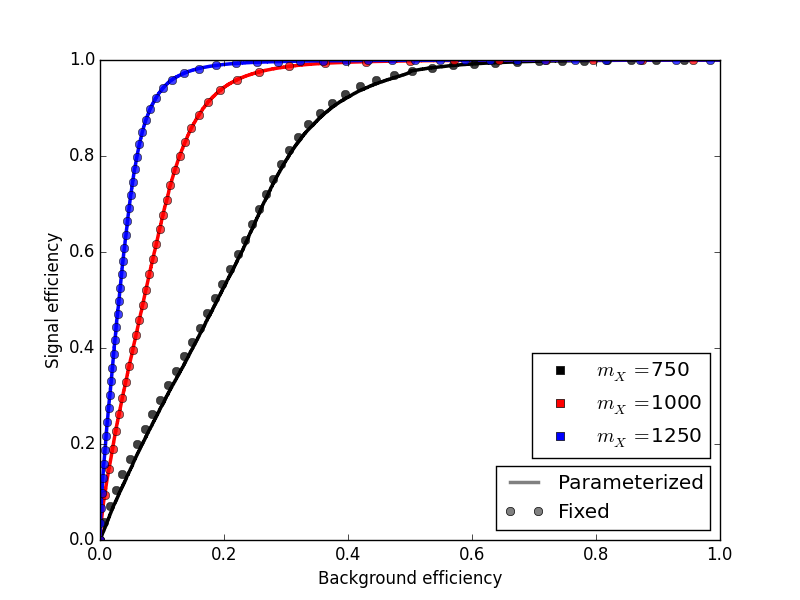 1.0
0.8
0.6
0.4
0.2
0.0
Signal efficiency
0.0 0.2 0.4 0.6 0.8 1.0
Background efficiency
m_X =750
m_X =1000
m_X =1250
Parameterized
Fixed